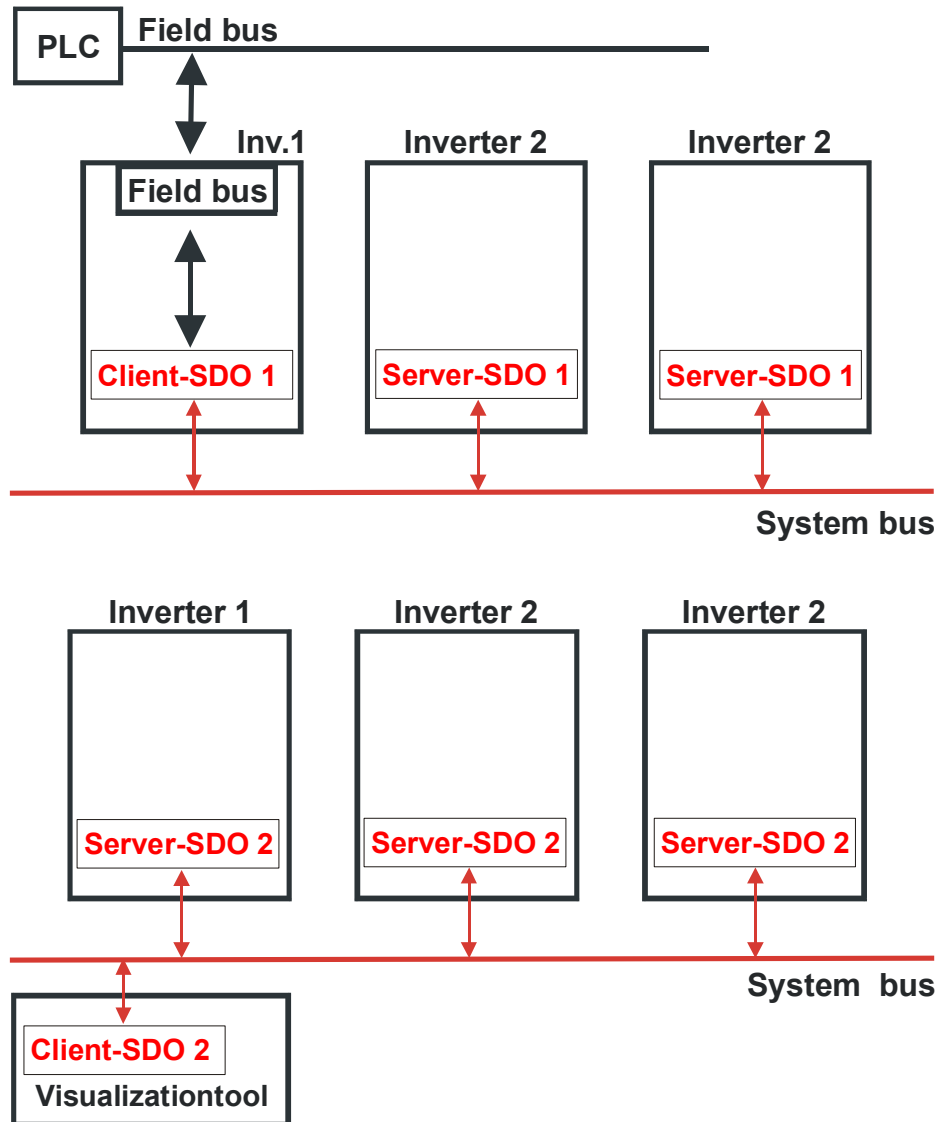 PLC
Field bus
Inv.1
Inverter 2
Inverter 2
Field bus
Client-SDO 1
Server-SDO 1
Server-SDO 1
System bus
Inverter 1
Inverter 2
Inverter 2
Server-SDO 2
Server-SDO 2
Server-SDO 2
System bus
Client-SDO 2
Visualizationtool